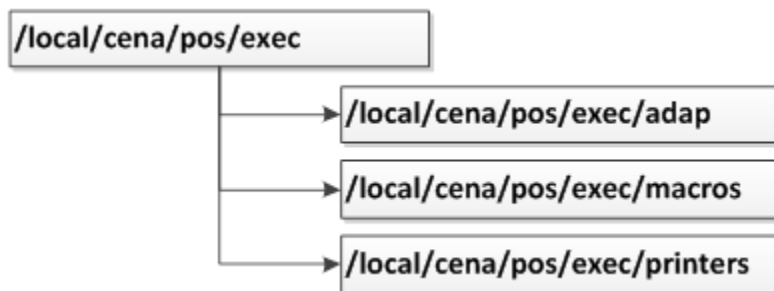 /local/cena/pos/exec
/local/cena/pos/exec/adap
/local/cena/pos/exec/macros
/local/cena/pos/exec/printers